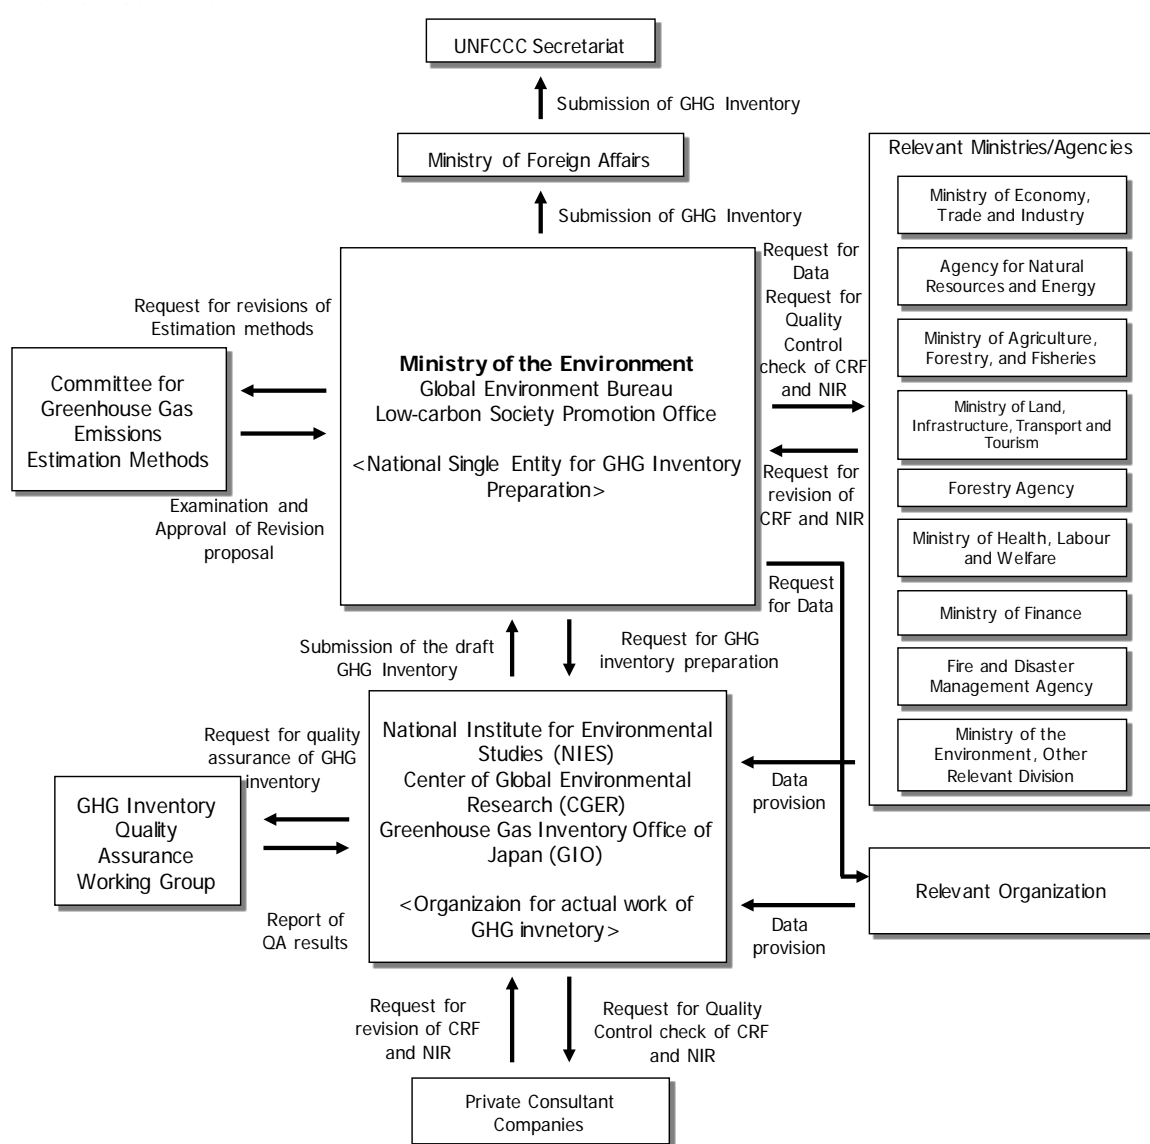 UNFCCC Secretariat
Submission of GHG Inventory
Ministry of Foreign Affairs
Submission of GHG Inventory
Relevant Ministries/Agencies
Ministry of Economy,
Trade and Industry
Agency for Natural
Resources and Energy
Ministry of Agriculture,
Forestry, and Fisheries
Ministry of Land,
Infrastructure, Transport and
Tourism
Forestry Agency
Ministry of Health, Labour
and Welfare
Ministry of Finance
Fire and Disaster
Management Agency
Ministry of the
Environment, Other
Relevant Division
Request for
Data
Request for
Quality
Control
check of CRF
and NIR
Request for
revision of
CRF and NIR
Request
for Data
Request for revisions of
Estimation methods
Committee for
Greenhouse Gas
Emissions
Estimation Methods
Examination and
Approval of Revision
proposal
Ministry of the Environment
Global Environment Bureau
Low-carbon Society Promotion Office
<National Single Entity for GHG Inventory
Preparation>
Submission of the draft
GHG Inventory
Request for GHG
inventory preparation
Request for quality
assurance of GHG
inventory
GHG Inventory
Quality
Assurance
Working Group
Report of
QA results
National Institute for Environmental
Studies (NIES)
Center of Global Environmental
Research (CGER)
Greenhouse Gas Inventory Office of
Japan (GIO)
<Organizaion for actual work of
GHG invnetory>
Data
provision
Data
provision
Relevant Organization
Request for
revision of CRF
and NIR
Request for Quality
Control check of CRF
and NIR
Private Consultant
Companies